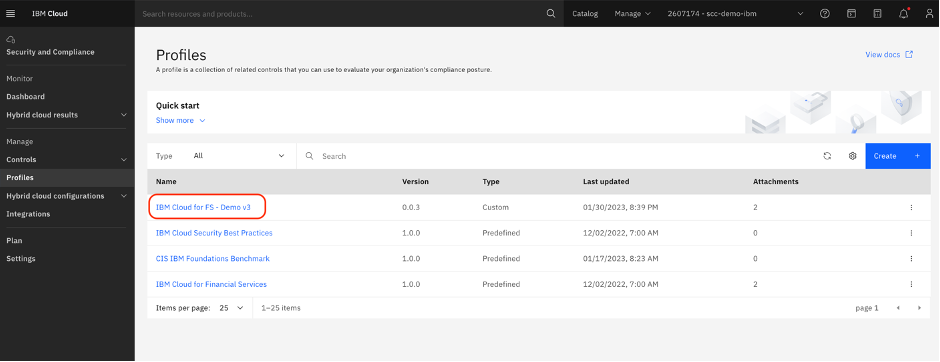 IBM Cloud
Search resources and products...
Catalog
Manage
2607174 - scc-demo-ibm
Security and Compliance
Monitor
Dashboard
Hybrid cloud results
Manage
Controls
Profiles
Hybrid cloud configurations
Integrations
Plan
Settings
Profiles
View docs
A profile is a collection of related controls that you can use to evaluate your organization's compliance posture.
Quick start
Show more
Type All Search Create +
Name Version Type Last updated Attachments
IBM Cloud for FS - Demo v3 0.0.3 Custom 01/30/2023, 8:39 PM 2
IBM Cloud Security Best Practices 1.0.0 Predefined 12/02/2022, 7:00 AM 0
CIS IBM Foundations Benchmark 1.0.0 Predefined 01/17/2023, 8:23 AM 0
IBM Cloud for Financial Services 1.0.0 Predefined 12/02/2022, 7:00 AM 2
Items per page: 25 1–25 items page 1